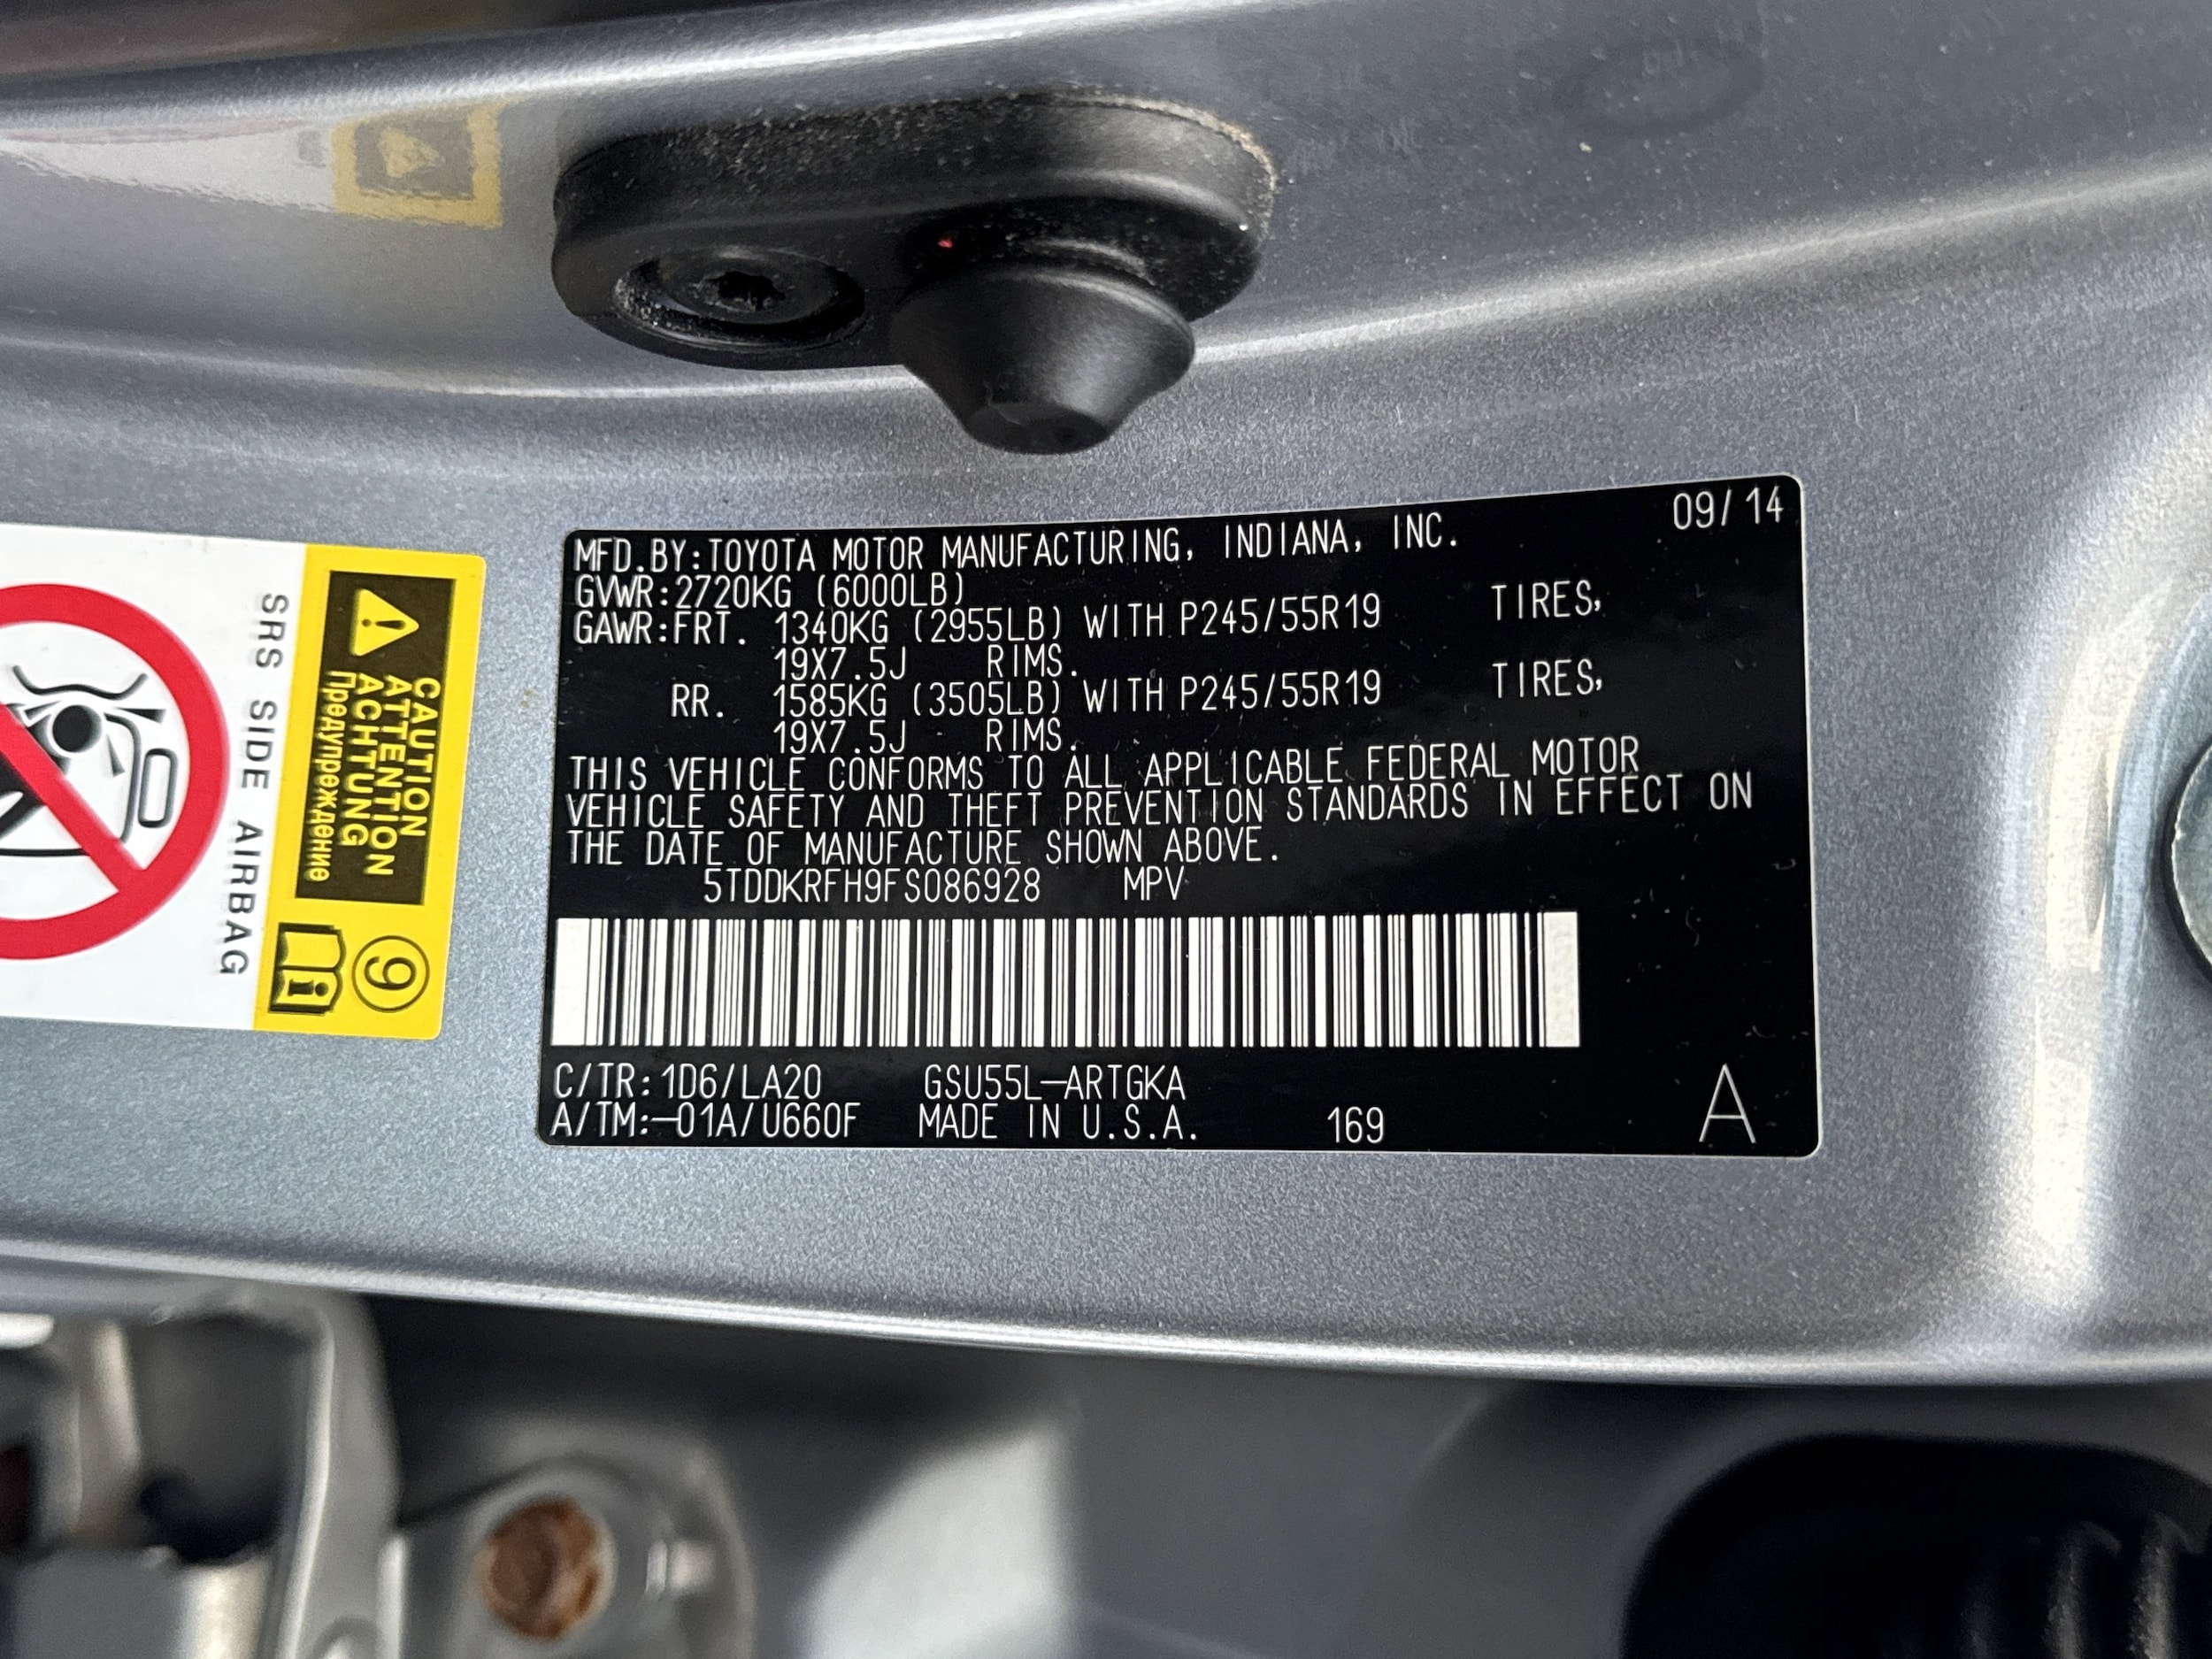 09/14
MFD.BY:TOYOTA MOTOR MANUFACTURING, INDIANA, INC.
GVWR:2720KG (6000LB)
GAWR:FRT. 1340KG (2955LB) WITH P245/55R19 TIRES,
19X7.5J RIMS.
RR. 1585KG (3505LB) WITH P245/55R19 TIRES,
19X7.5J RIMS.
THIS VEHICLE CONFORMS TO ALL APPLICABLE FEDERAL MOTOR
VEHICLE SAFETY AND THEFT PREVENTION STANDARDS IN EFFECT ON
THE DATE OF MANUFACTURE SHOWN ABOVE.
5TDDKRFH9FS086928 MPV
C/TR:1D6/LA20 GSU55L-ARTGKA
A/TM:-01A/U660F MADE IN U.S.A. 169 A
CAUTION
ATTENTION
ACHTUNG
Предупреждение
9
SRS SIDE AIRBAG